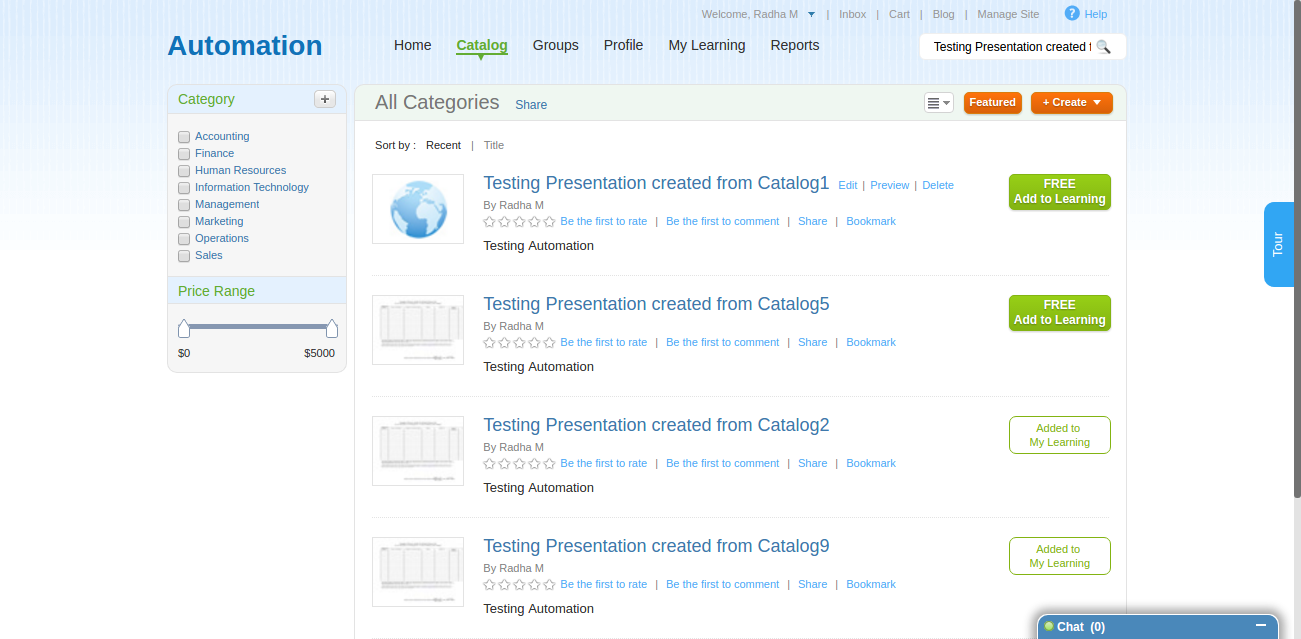 Welcome, Radha M | Inbox | Cart | Blog | Manage Site ? Help
Automation
Home Catalog Groups Profile My Learning Reports
Testing Presentation created f
Category +
Accounting
Finance
Human Resources
Information Technology
Management
Marketing
Operations
Sales
Price Range
$0 $5000
All Categories Share
Featured
+ Create
Sort by : Recent | Title
Testing Presentation created from Catalog1 Edit | Preview | Delete
By Radha M
Be the first to rate | Be the first to comment | Share | Bookmark
Testing Automation
FREE
Add to Learning
Testing Presentation created from Catalog5
By Radha M
Be the first to rate | Be the first to comment | Share | Bookmark
Testing Automation
FREE
Add to Learning
Testing Presentation created from Catalog2
By Radha M
Be the first to rate | Be the first to comment | Share | Bookmark
Testing Automation
Added to
My Learning
Testing Presentation created from Catalog9
By Radha M
Be the first to rate | Be the first to comment | Share | Bookmark
Testing Automation
Added to
My Learning
Tour
Chat (0)